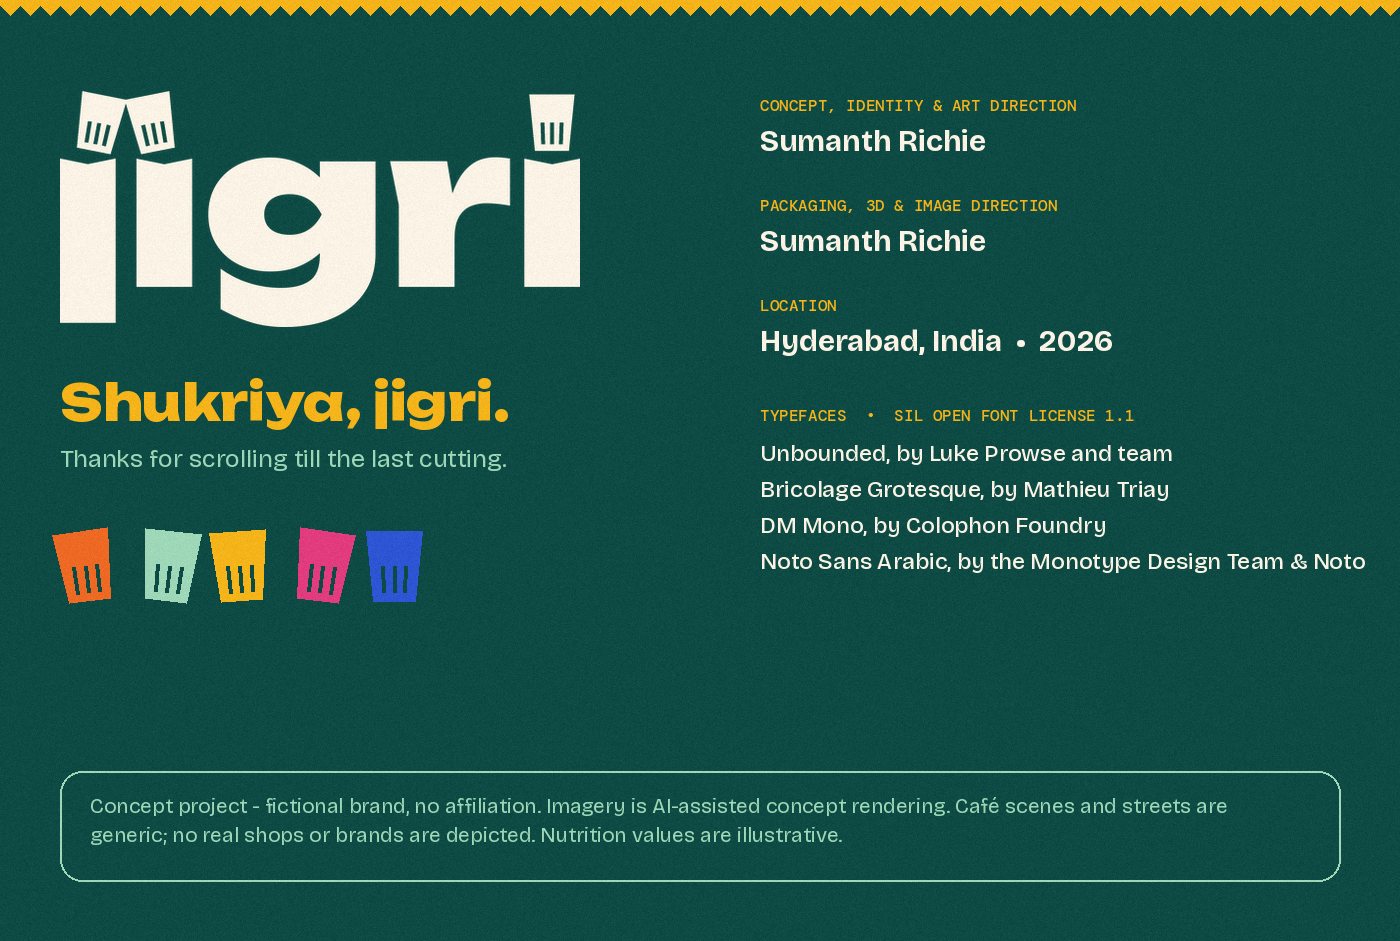 jigri
Shukriya, jigri.
Thanks for scrolling till the last cutting.
CONCEPT, IDENTITY & ART DIRECTION
Sumanth Richie
PACKAGING, 3D & IMAGE DIRECTION
Sumanth Richie
LOCATION
Hyderabad, India • 2026
TYPEFACES • SIL OPEN FONT LICENSE 1.1
Unbounded, by Luke Prowse and team
Bricolage Grotesque, by Mathieu Triay
DM Mono, by Colophon Foundry
Noto Sans Arabic, by the Monotype Design Team & Noto
Concept project - fictional brand, no affiliation. Imagery is AI-assisted concept rendering. Café scenes and streets are
generic; no real shops or brands are depicted. Nutrition values are illustrative.